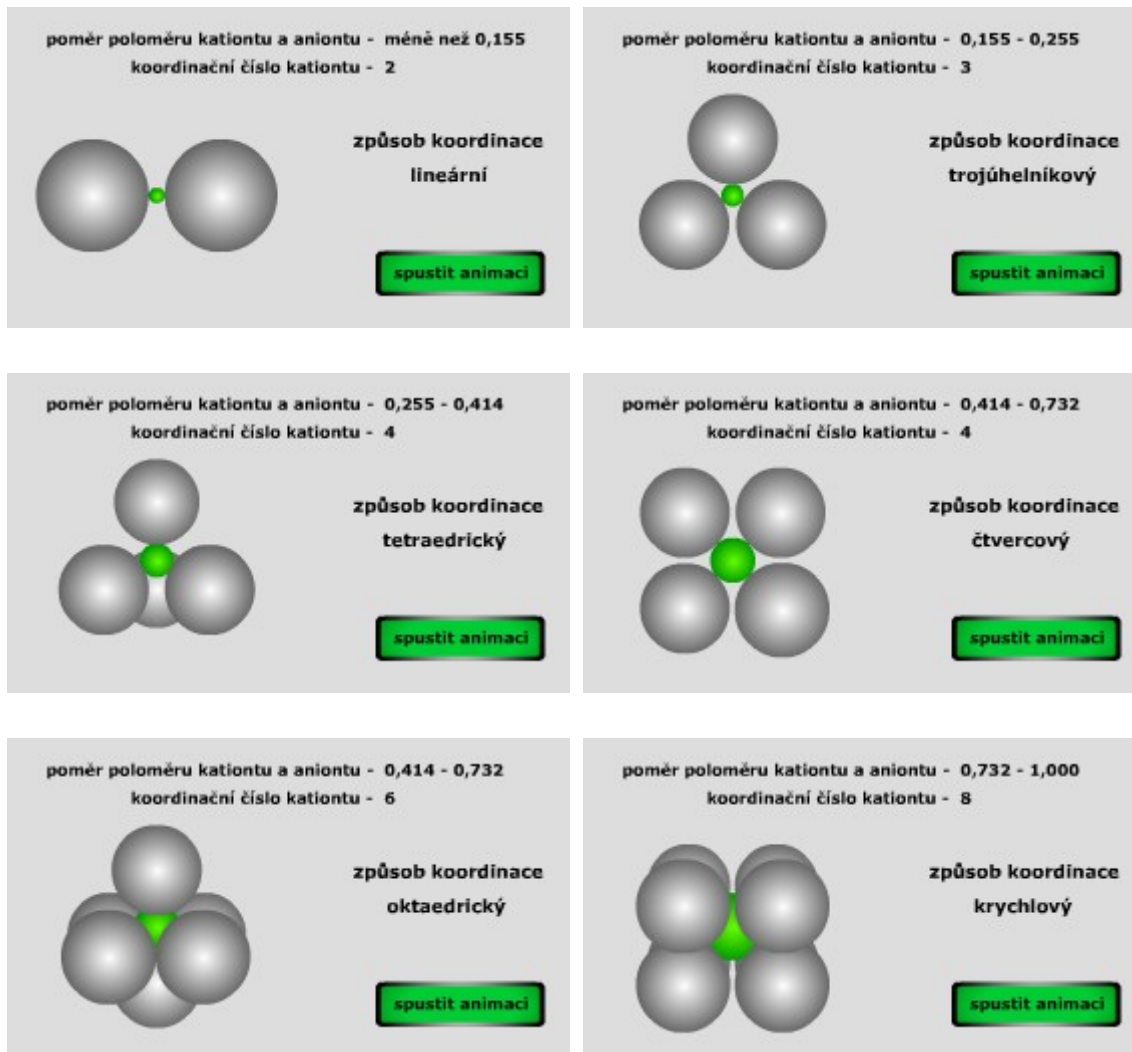 poměr poloměru kationtu a aniontu - méně než 0,155
koordinační číslo kationtu - 2
způsob koordinace
lineární
spustit animaci
poměr poloměru kationtu a aniontu - 0,155 - 0,255
koordinační číslo kationtu - 3
způsob koordinace
trojúhelníkový
spustit animaci
poměr poloměru kationtu a aniontu - 0,255 - 0,414
koordinační číslo kationtu - 4
způsob koordinace
tetraedrický
spustit animaci
poměr poloměru kationtu a aniontu - 0,414 - 0,732
koordinační číslo kationtu - 4
způsob koordinace
čtvercový
spustit animaci
poměr poloměru kationtu a aniontu - 0,414 - 0,732
koordinační číslo kationtu - 6
způsob koordinace
oktaedrický
spustit animaci
poměr poloměru kationtu a aniontu - 0,732 - 1,000
koordinační číslo kationtu - 8
způsob koordinace
krychlový
spustit animaci